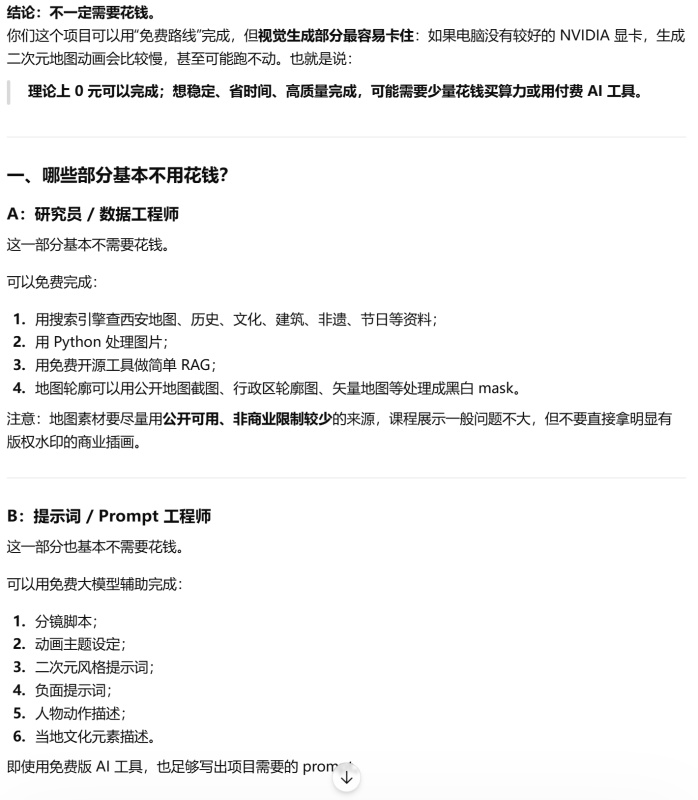 结论：不一定需要花钱。
你们这个项目可以用“免费路线”完成，但视觉生成部分最容易卡住：如果电脑没有较好的 NVIDIA 显卡，生成
二次元地图动画会比较慢，甚至可能跑不动。也就是说：
理论上 0 元可以完成；想稳定、省时间、高质量完成，可能需要少量花钱买算力或用付费 AI 工具。
一、哪些部分基本不用花钱？
A：研究员 / 数据工程师
这一部分基本不需要花钱。
可以免费完成：
1. 用搜索引擎查西安地图、历史、文化、建筑、非遗、节日等资料；
2. 用 Python 处理图片；
3. 用免费开源工具做简单 RAG；
4. 地图轮廓可以用公开地图截图、行政区轮廓图、矢量地图等处理成黑白 mask。
注意：地图素材要尽量用公开可用、非商业限制较少的来源，课程展示一般问题不大，但不要直接拿明显有
版权水印的商业插画。
B：提示词 / Prompt 工程师
这一部分也基本不需要花钱。
可以用免费大模型辅助完成：
1. 分镜脚本；
2. 动画主题设定；
3. 二次元风格提示词；
4. 负面提示词；
5. 人物动作描述；
6. 当地文化元素描述。
即使用免费版 AI 工具，也足够写出项目需要的